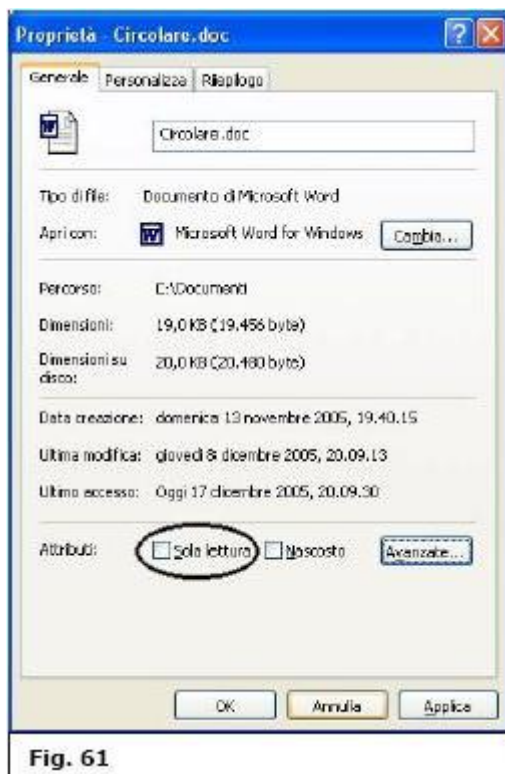 Proprietà - Circolare.doc
Generale Personalizza Riepilogo
Circolare.doc
Tipo di file: Documento di Microsoft Word
Apri con: Microsoft Word for Windows Cambia...
Percorso: E:\Documenti
Dimensioni: 19,0 KB (19.456 byte)
Dimensioni su disco: 20,0 KB (20.480 byte)
Data creazione: domenica 13 novembre 2005, 19.40.15
Ultima modifica: giovedì 8 dicembre 2005, 20.09.13
Ultimo accesso: Oggi 17 dicembre 2005, 20.09.30
Attributi: Sola lettura Nascosto Avanzate...
OK Annulla Applica
Fig. 61